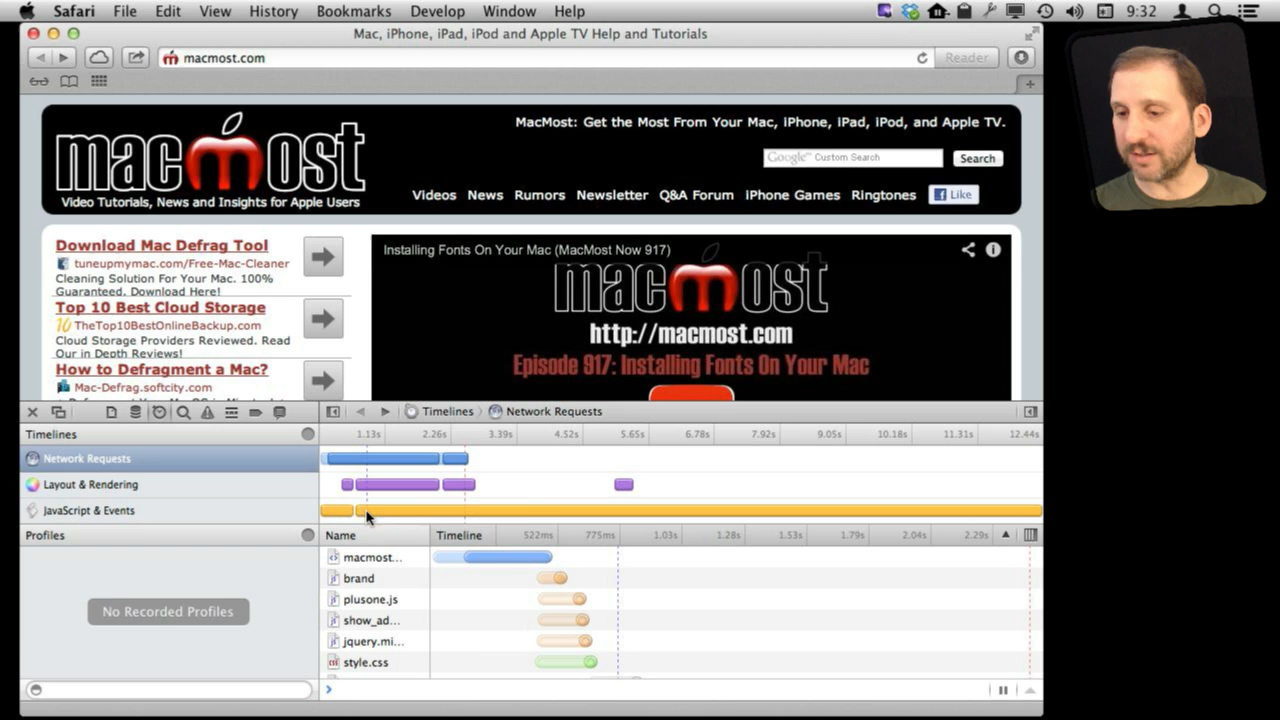 Safari File Edit View History Bookmarks Develop Window Help 9:32
Mac, iPhone, iPad, iPod and Apple TV Help and Tutorials
macmost.com Reader
macmost
Video Tutorials, News and Insights for Apple Users
MacMost: Get the Most From Your Mac, iPhone, iPad, iPod, and Apple TV.
Google™ Custom Search Search
Videos News Rumors Newsletter Q&A Forum iPhone Games Ringtones Like
Download Mac Defrag Tool
tuneupmymac.com/Free-Mac-Cleaner
Cleaning Solution For Your Mac. 100%
Guaranteed. Download Here!
Top 10 Best Cloud Storage
10 TheTop10BestOnlineBackup.com
Cloud Storage Providers Reviewed. Read
Our in Depth Reviews!
How to Defragment a Mac?
Mac-Defrag.softcity.com
Installing Fonts On Your Mac (MacMost Now 917)
macmost
http://macmost.com
Episode 917: Installing Fonts On Your Mac
Timelines Network Requests
Timelines
1.13s 2.26s 3.39s 4.52s 5.65s 6.78s 7.92s 9.05s 10.18s 11.31s 12.44s
Network Requests
Layout & Rendering
JavaScript & Events
Profiles
No Recorded Profiles
Name Timeline 522ms 775ms 1.03s 1.28s 1.53s 1.79s 2.04s 2.29s
macmost...
brand
plusone.js
show_ad...
jquery.mi...
style.css